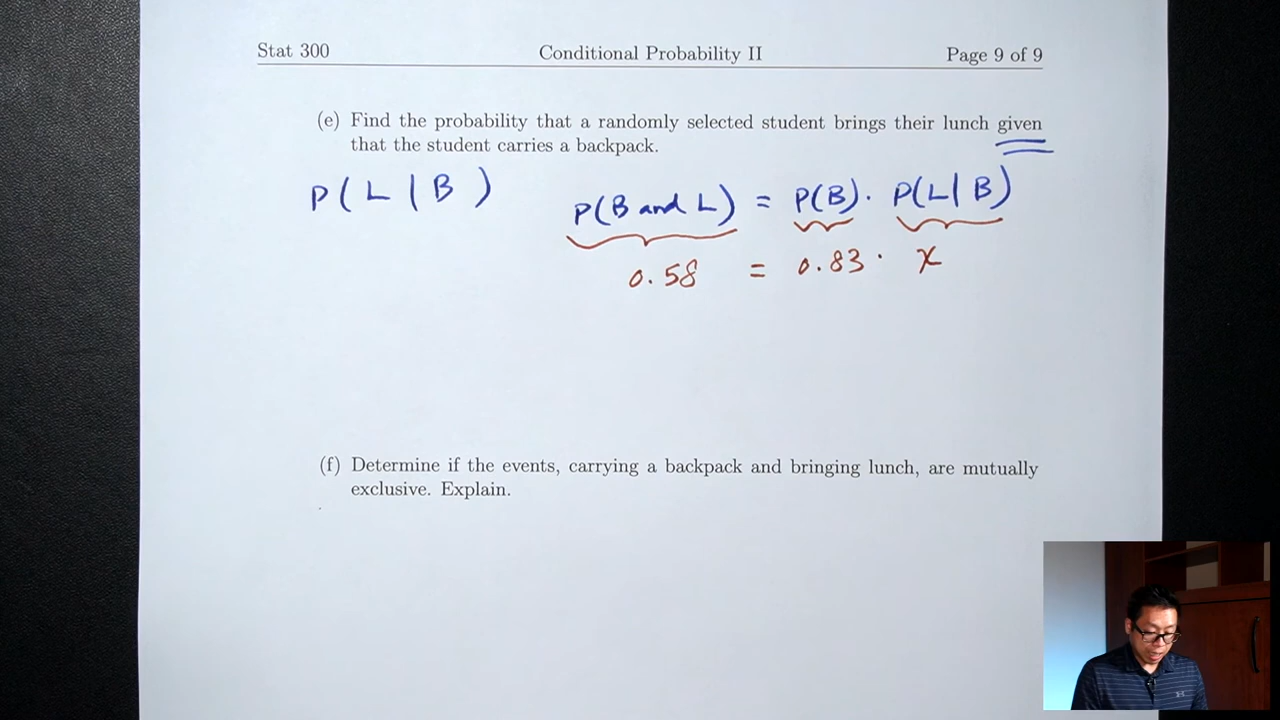 Stat 300 Conditional Probability II Page 9 of 9
(e) Find the probability that a randomly selected student brings their lunch given
that the student carries a backpack.
P(L|B) P(B and L) = P(B) · P(L|B)
0.58 = 0.83 · x
(f) Determine if the events, carrying a backpack and bringing lunch, are mutually
exclusive. Explain.